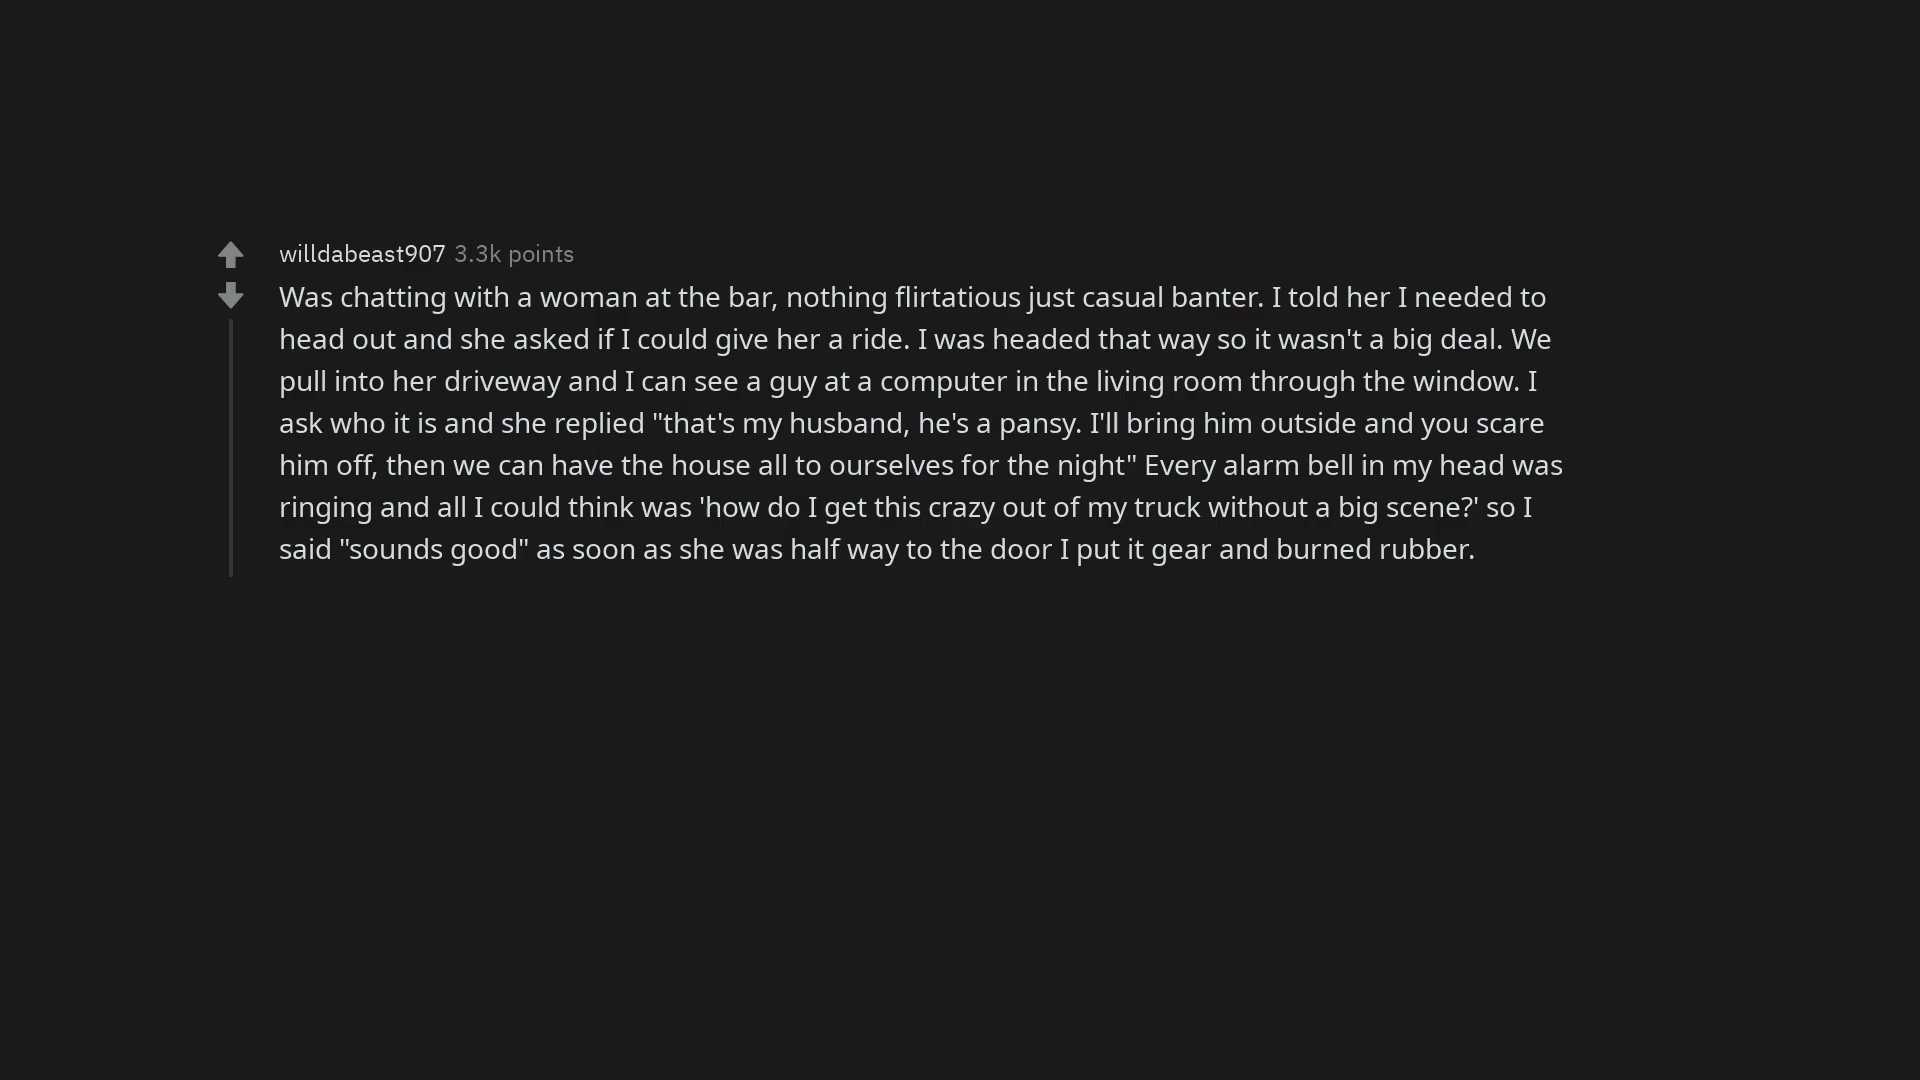 willdabeast907 3.3k points
Was chatting with a woman at the bar, nothing flirtatious just casual banter. I told her I needed to
head out and she asked if I could give her a ride. I was headed that way so it wasn't a big deal. We
pull into her driveway and I can see a guy at a computer in the living room through the window. I
ask who it is and she replied "that's my husband, he's a pansy. I'll bring him outside and you scare
him off, then we can have the house all to ourselves for the night" Every alarm bell in my head was
ringing and all I could think was 'how do I get this crazy out of my truck without a big scene?' so I
said "sounds good" as soon as she was half way to the door I put it gear and burned rubber.